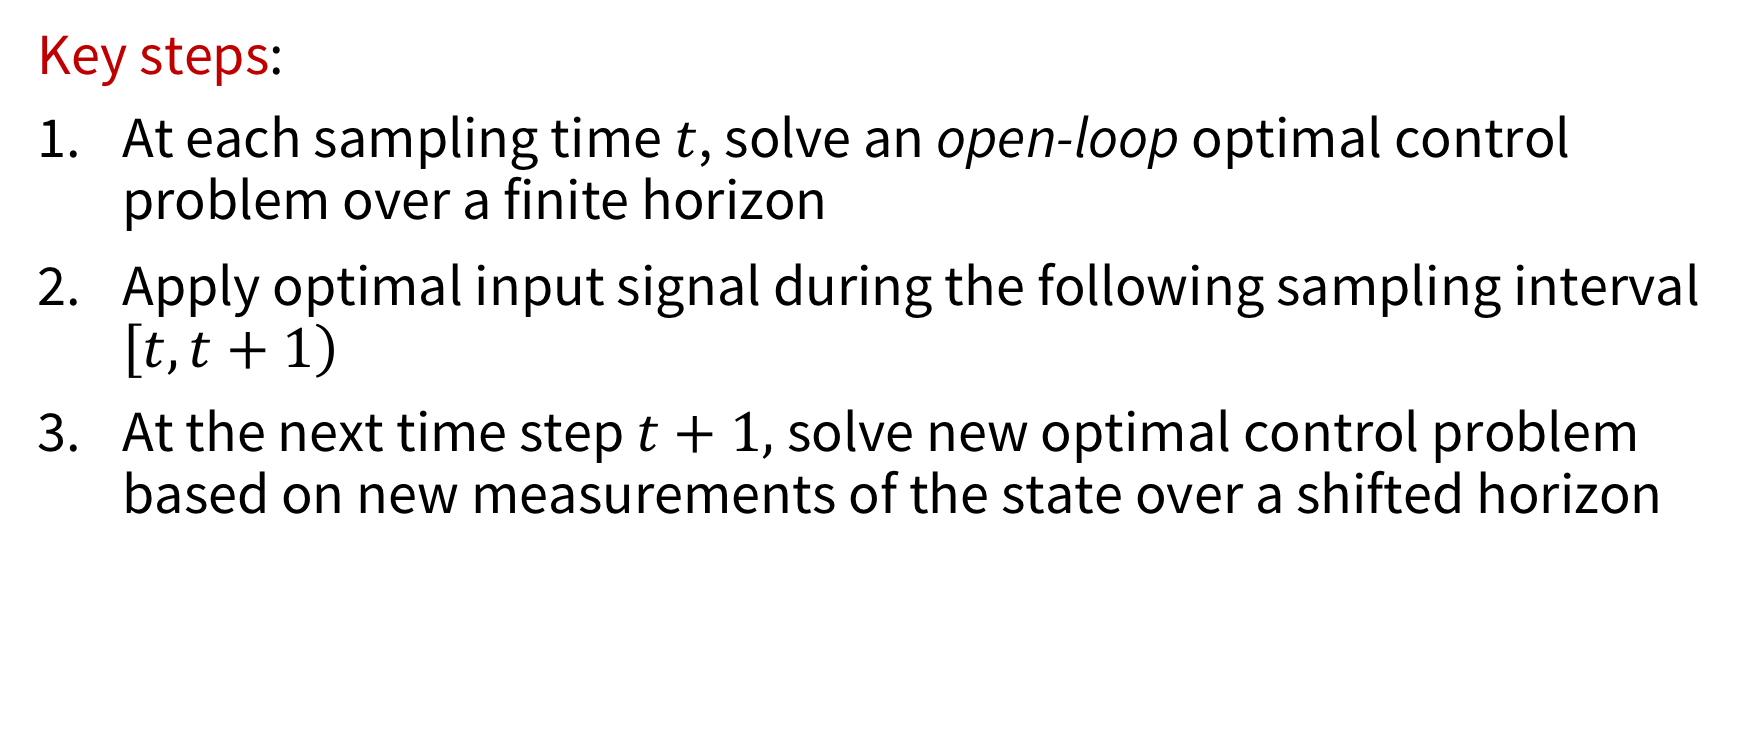 Key steps:
1. At each sampling time t, solve an open-loop optimal control
problem over a finite horizon
2. Apply optimal input signal during the following sampling interval
[t, t + 1)
3. At the next time step t + 1, solve new optimal control problem
based on new measurements of the state over a shifted horizon